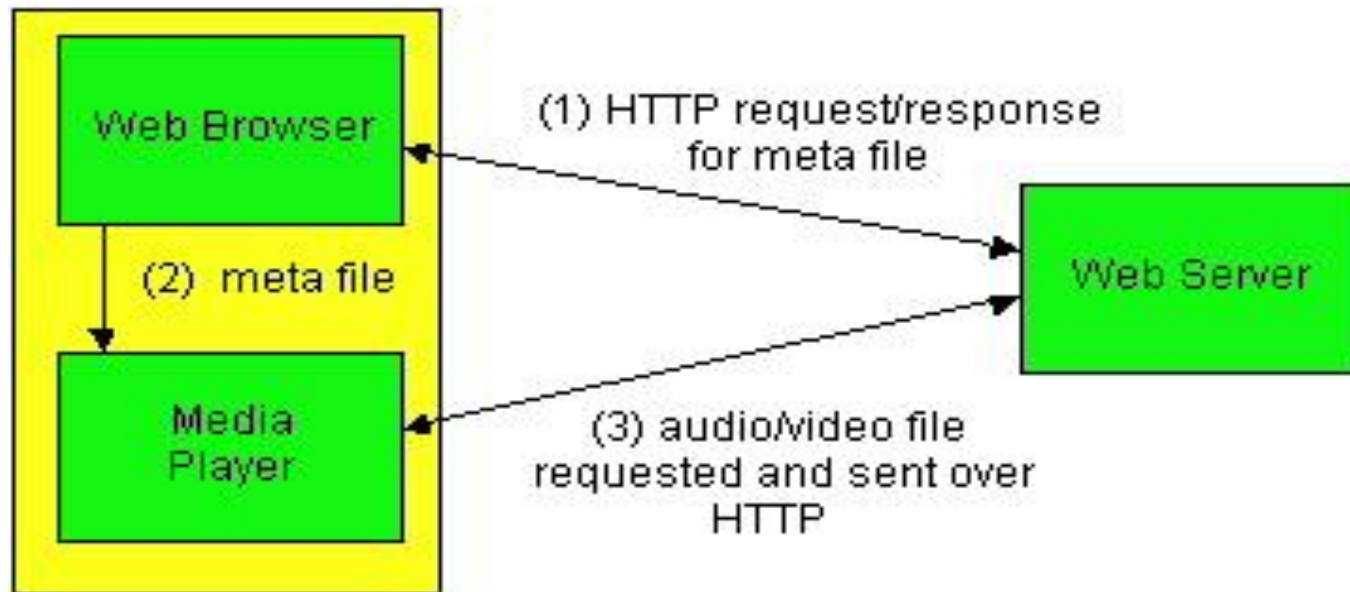 Web Browser
(1) HTTP request/response
for meta file
Web Server
(2) meta file
Media
Player
(3) audio/video file
requested and sent over
HTTP